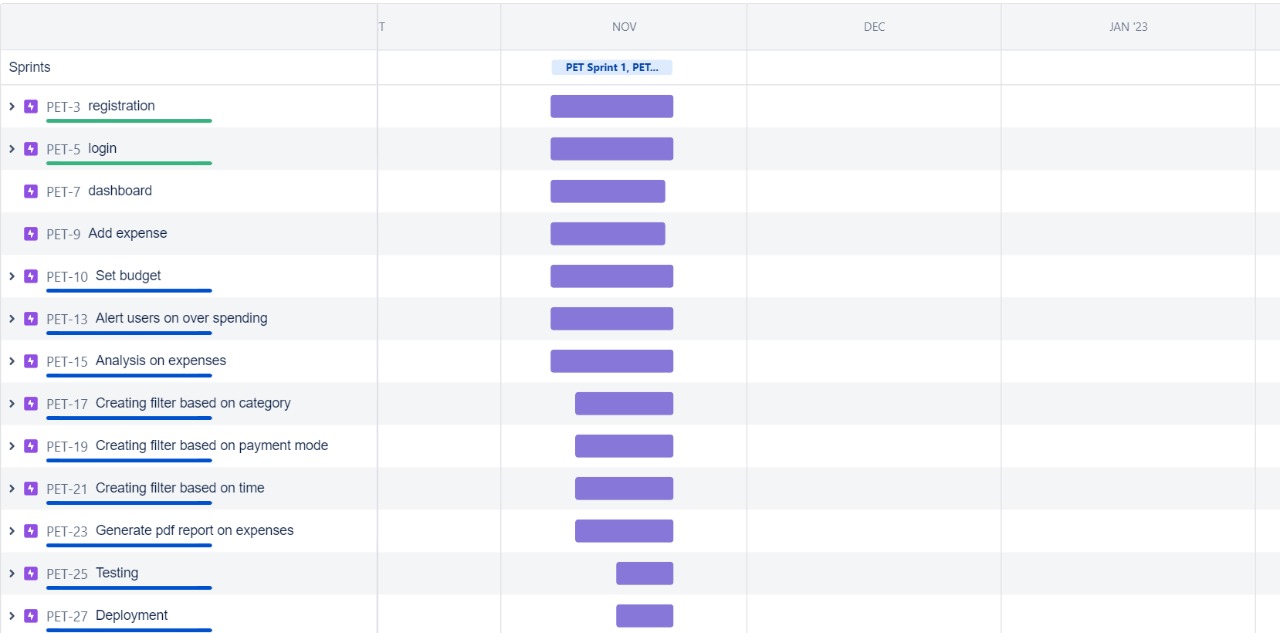 T NOV DEC JAN '23
Sprints PET Sprint 1, PET...
PET-3 registration
PET-5 login
PET-7 dashboard
PET-9 Add expense
PET-10 Set budget
PET-13 Alert users on over spending
PET-15 Analysis on expenses
PET-17 Creating filter based on category
PET-19 Creating filter based on payment mode
PET-21 Creating filter based on time
PET-23 Generate pdf report on expenses
PET-25 Testing
PET-27 Deployment